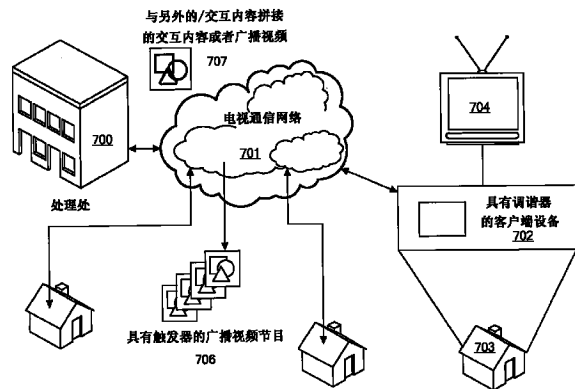 与另外的/交互内容拼接
的交互内容或者广播视频
707
700
处理处
电视通信网络
701
704
具有调谐器
的客户端设备
702
703
具有触发器的广播视频节目
706